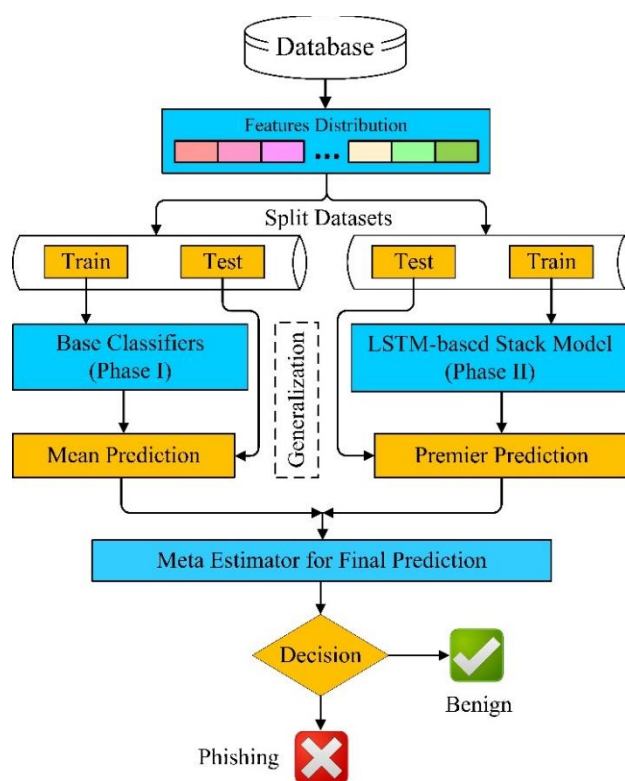 Database
Features Distribution
...
Split Datasets
Train
Test
Test
Train
Base Classifiers
(Phase I)
Generalization
LSTM-based Stack Model
(Phase II)
Mean Prediction
Premier Prediction
Meta Estimator for Final Prediction
Decision
Benign
Phishing